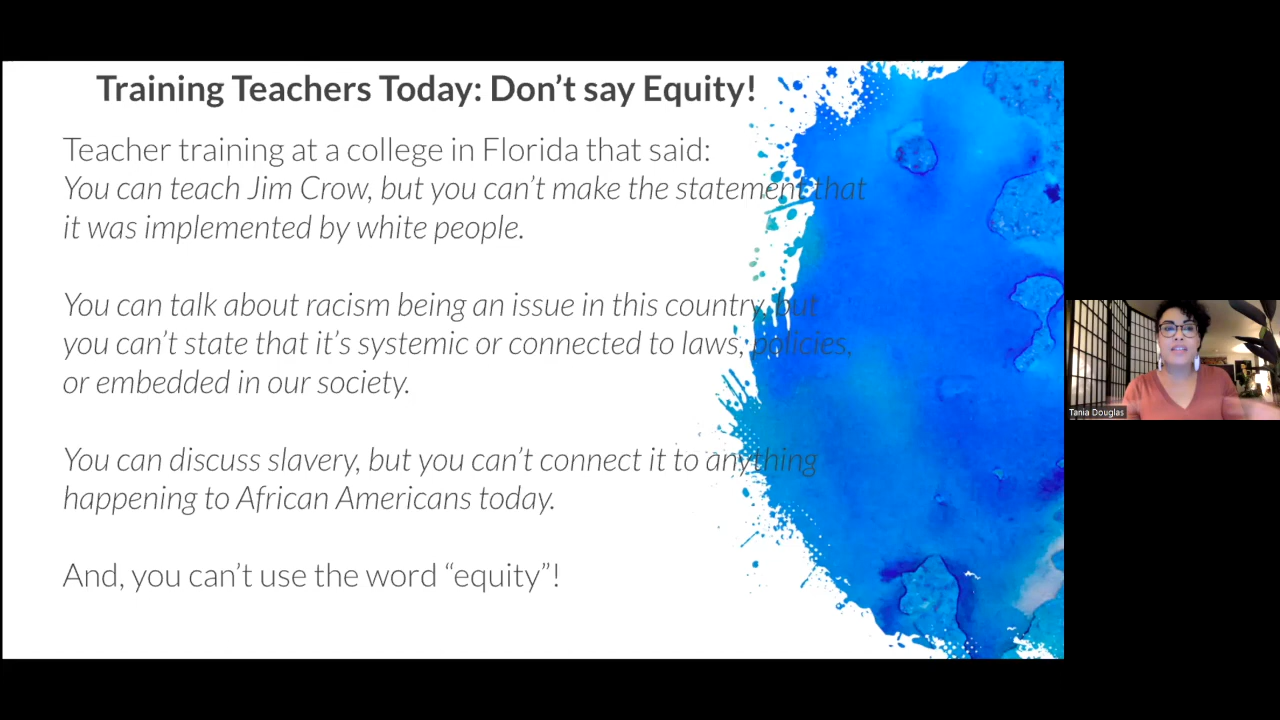 Training Teachers Today: Don’t say Equity!
Teacher training at a college in Florida that said:
You can teach Jim Crow, but you can’t make the statement that
it was implemented by white people.
You can talk about racism being an issue in this country, but
you can’t state that it’s systemic or connected to laws, policies,
or embedded in our society.
You can discuss slavery, but you can’t connect it to anything
happening to African Americans today.
And, you can’t use the word “equity”!
Tania Douglas